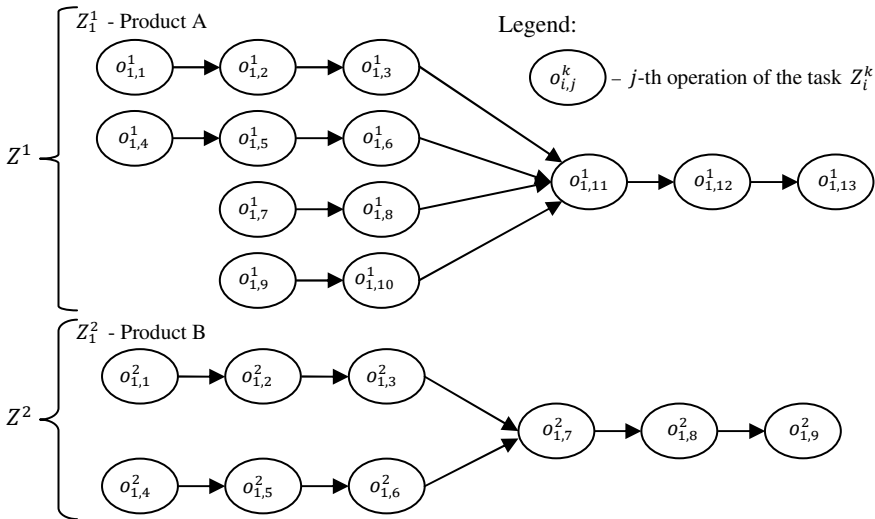 Z_1^1 - Product A
Legend:
o_{1,1}^1 o_{1,2}^1 o_{1,3}^1
o_{i,j}^k – j-th operation of the task Z_i^k
o_{1,4}^1 o_{1,5}^1 o_{1,6}^1
Z^1
o_{1,11}^1 o_{1,12}^1 o_{1,13}^1
o_{1,7}^1 o_{1,8}^1
o_{1,9}^1 o_{1,10}^1
Z_1^2 - Product B
o_{1,1}^2 o_{1,2}^2 o_{1,3}^2
Z^2
o_{1,7}^2 o_{1,8}^2 o_{1,9}^2
o_{1,4}^2 o_{1,5}^2 o_{1,6}^2